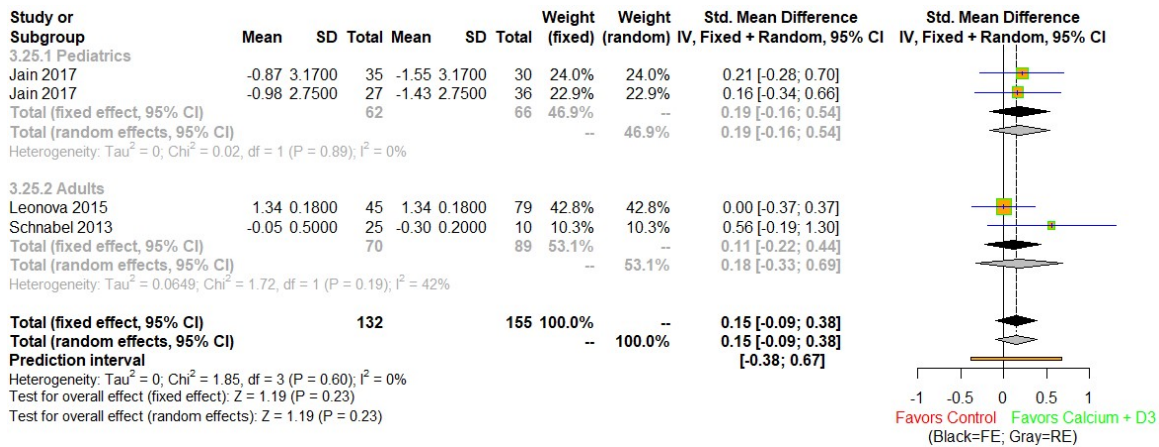 Study or Weight Weight Std. Mean Difference Std. Mean Difference
Subgroup Mean SD Total Mean SD Total (fixed) (random) IV, Fixed + Random, 95% CI IV, Fixed + Random, 95% CI
3.25.1 Pediatrics
Jain 2017 -0.87 3.1700 35 -1.55 3.1700 30 24.0% 24.0% 0.21 [-0.28; 0.70]
Jain 2017 -0.98 2.7500 27 -1.43 2.7500 36 22.9% 22.9% 0.16 [-0.34; 0.66]
Total (fixed effect, 95% CI) 62 66 46.9% -- 0.19 [-0.16; 0.54]
Total (random effects, 95% CI) -- 46.9% 0.19 [-0.16; 0.54]
Heterogeneity: Tau² = 0; Chi² = 0.02, df = 1 (P = 0.89); I² = 0%
3.25.2 Adults
Leonova 2015 1.34 0.1800 45 1.34 0.1800 79 42.8% 42.8% 0.00 [-0.37; 0.37]
Schnabel 2013 -0.05 0.5000 25 -0.30 0.2000 10 10.3% 10.3% 0.56 [-0.19; 1.30]
Total (fixed effect, 95% CI) 70 89 53.1% -- 0.11 [-0.22; 0.44]
Total (random effects, 95% CI) -- 53.1% 0.18 [-0.33; 0.69]
Heterogeneity: Tau² = 0.0649; Chi² = 1.72, df = 1 (P = 0.19); I² = 42%
Total (fixed effect, 95% CI) 132 155 100.0% -- 0.15 [-0.09; 0.38]
Total (random effects, 95% CI) -- 100.0% 0.15 [-0.09; 0.38]
Prediction interval [-0.38; 0.67]
Heterogeneity: Tau² = 0; Chi² = 1.85, df = 3 (P = 0.60); I² = 0%
Test for overall effect (fixed effect): Z = 1.19 (P = 0.23)
Test for overall effect (random effects): Z = 1.19 (P = 0.23)
-1 -0.5 0 0.5 1
Favors Control Favors Calcium + D3
(Black=FE; Gray=RE)